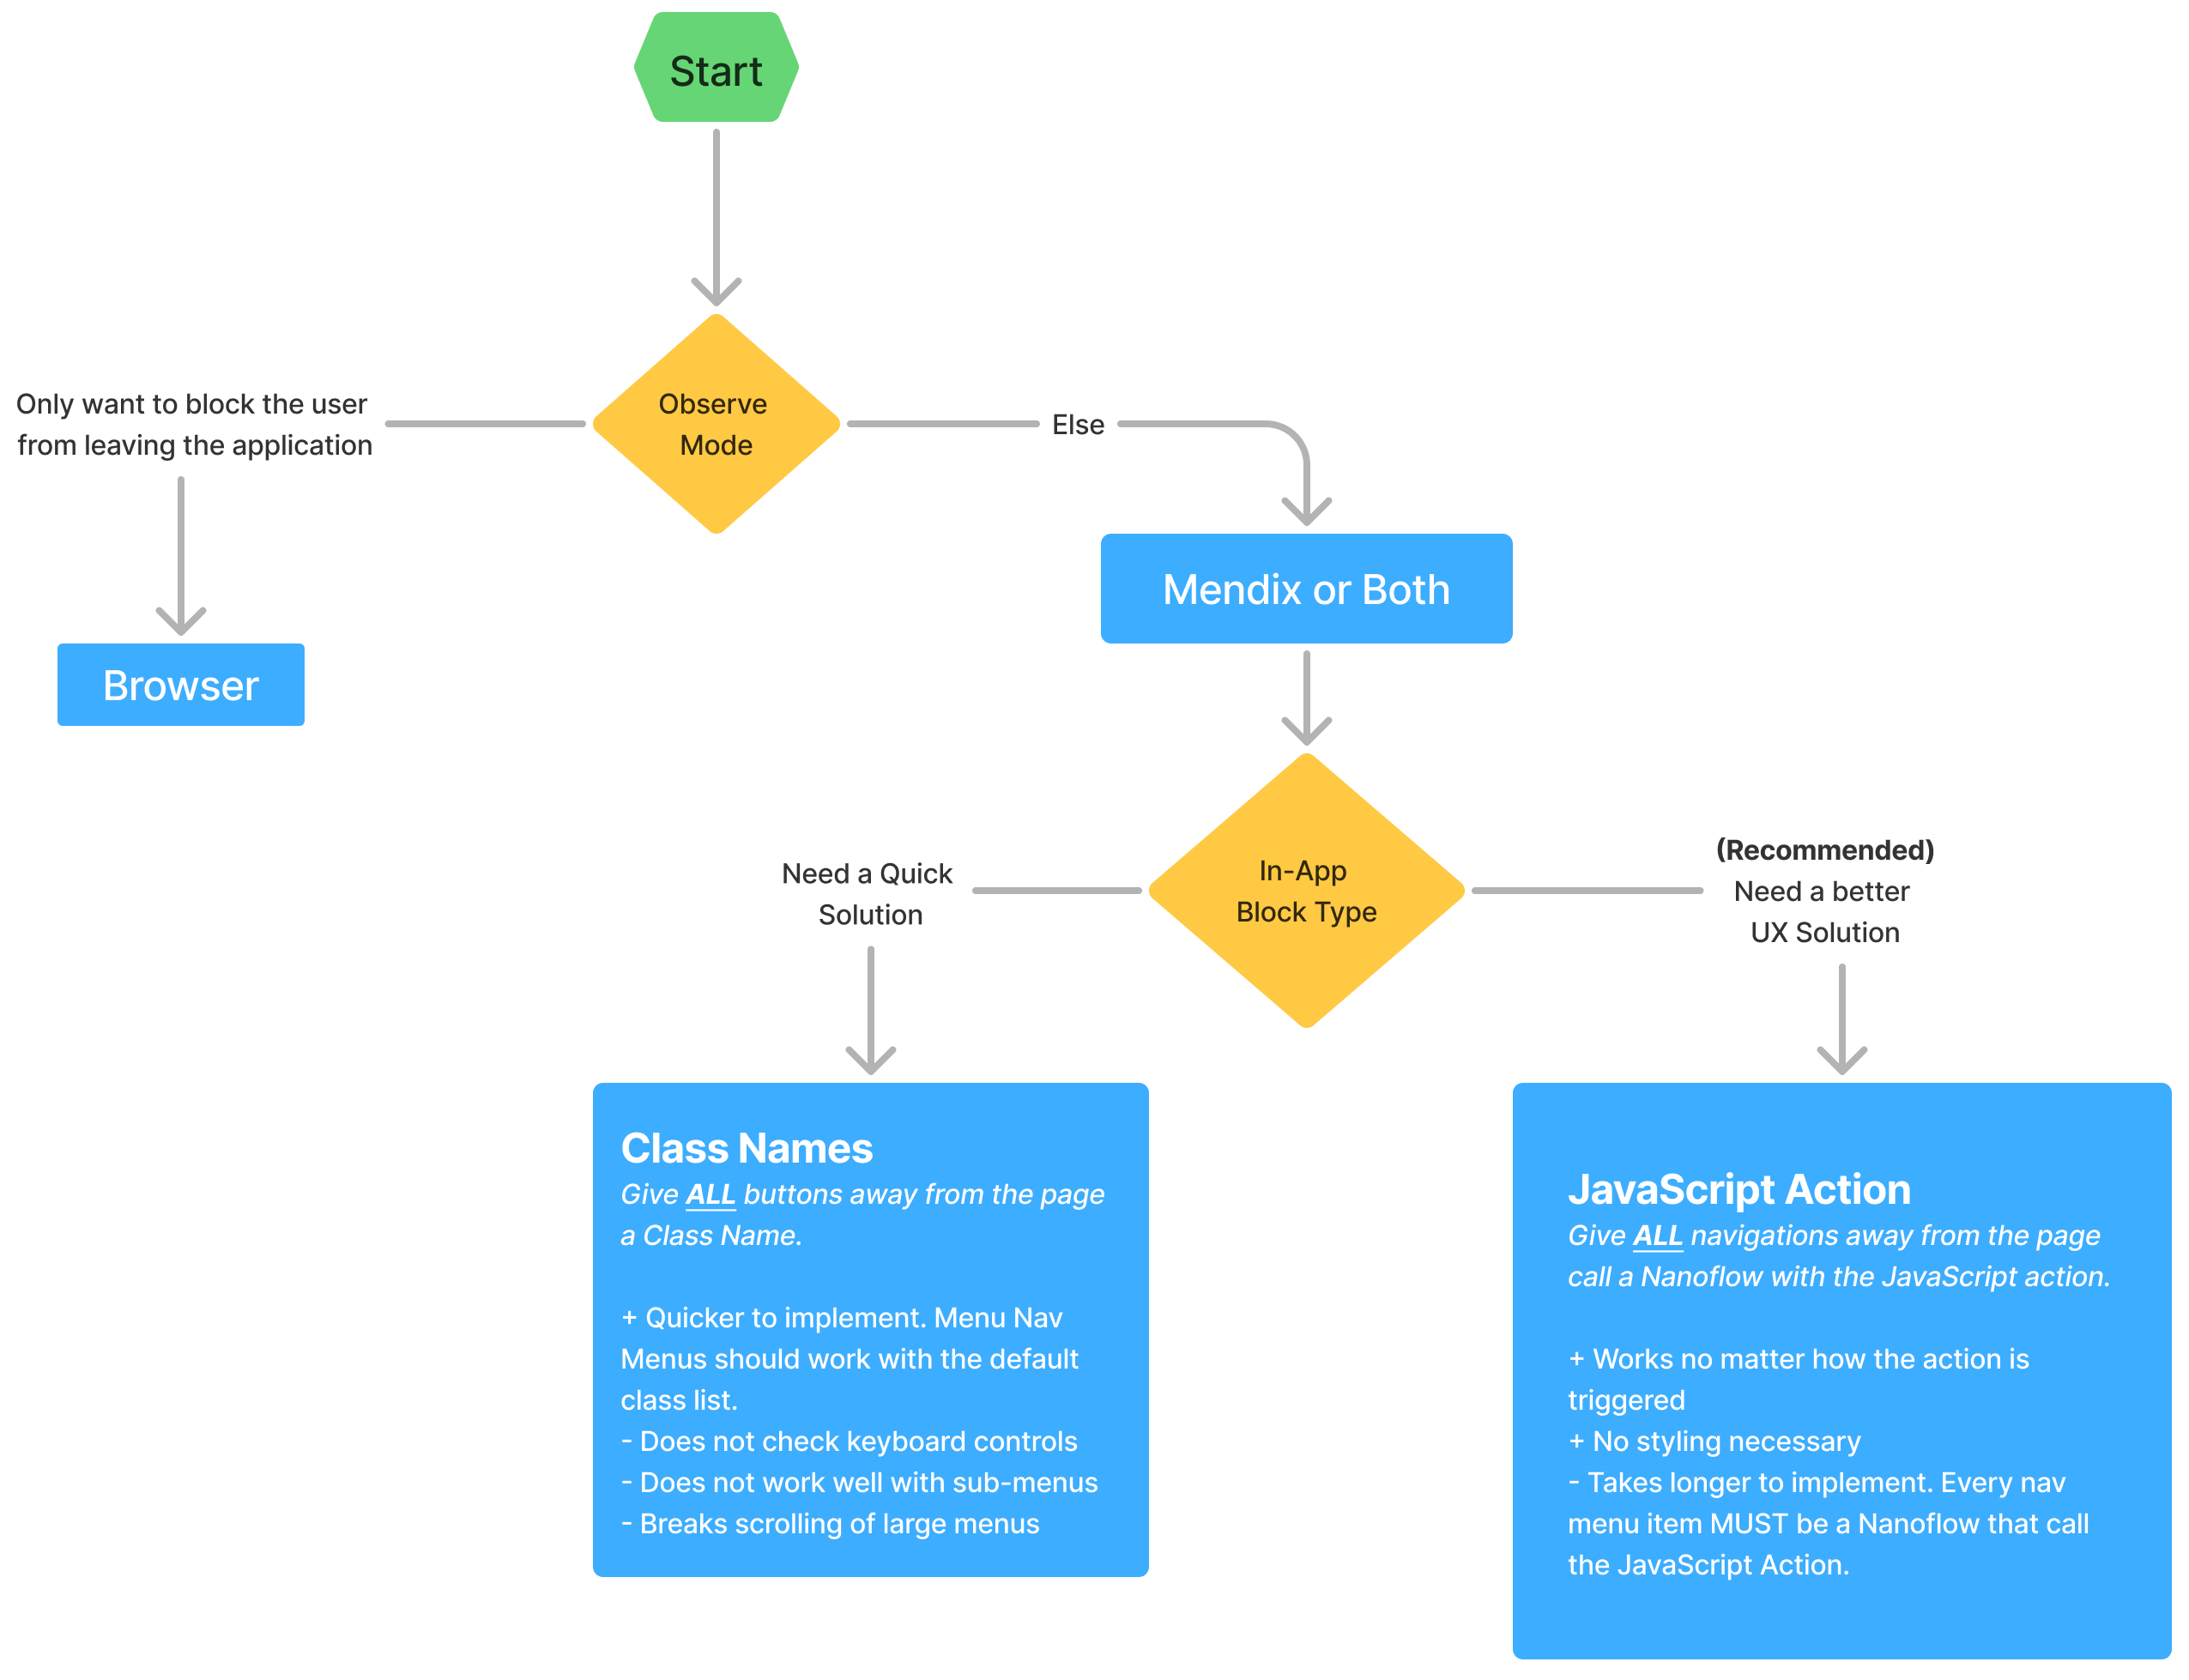 Start
Observe
Mode
Only want to block the user
from leaving the application
Else
Browser
Mendix or Both
In-App
Block Type
Need a Quick
Solution
(Recommended)
Need a better
UX Solution
Class Names
Give ALL buttons away from the page
a Class Name.
+ Quicker to implement. Menu Nav
Menus should work with the default
class list.
- Does not check keyboard controls
- Does not work well with sub-menus
- Breaks scrolling of large menus
JavaScript Action
Give ALL navigations away from the page
call a Nanoflow with the JavaScript action.
+ Works no matter how the action is
triggered
+ No styling necessary
- Takes longer to implement. Every nav
menu item MUST be a Nanoflow that call
the JavaScript Action.